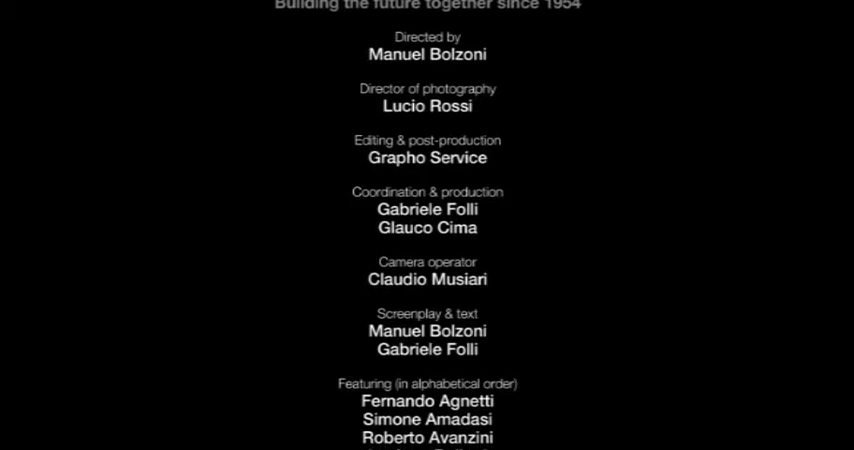 Building the future together since 1954
Directed by
Manuel Bolzoni
Director of photography
Lucio Rossi
Editing & post-production
Grapho Service
Coordination & production
Gabriele Folli
Glauco Cima
Camera operator
Claudio Musiari
Screenplay & text
Manuel Bolzoni
Gabriele Folli
Featuring (in alphabetical order)
Fernando Agnetti
Simone Amadasi
Roberto Avanzini